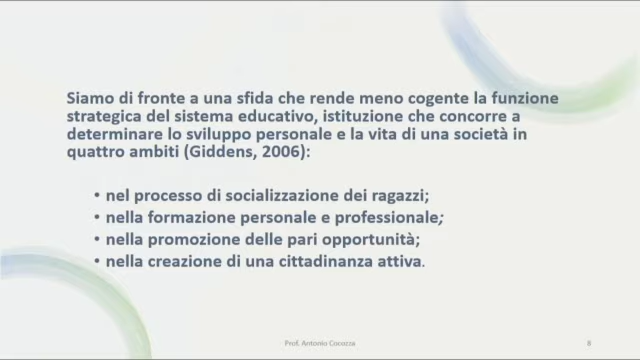 Siamo di fronte a una sfida che rende meno cogente la funzione
strategica del sistema educativo, istituzione che concorre a
determinare lo sviluppo personale e la vita di una società in
quattro ambiti (Giddens, 2006):
• nel processo di socializzazione dei ragazzi;
• nella formazione personale e professionale;
• nella promozione delle pari opportunità;
• nella creazione di una cittadinanza attiva.
Prof. Antonio Cocozza
8